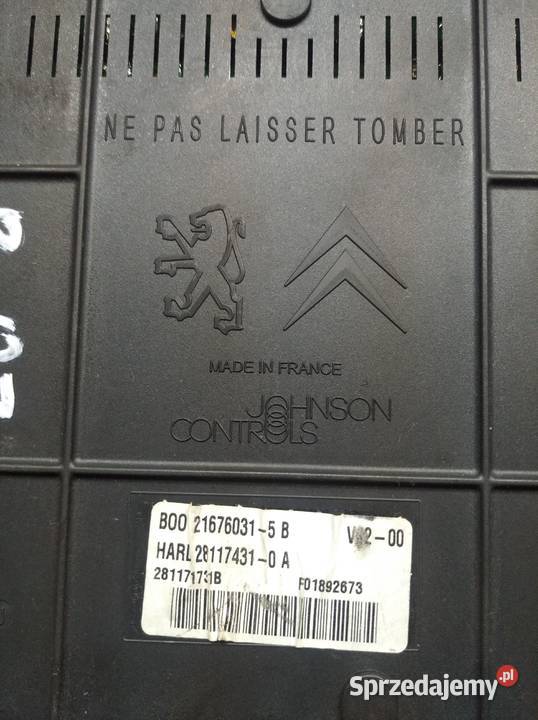 NE PAS LAISSER TOMBER
MADE IN FRANCE
JOHNSON
CONTROLS
BOO 21676031-5 B
HARL 28117431-0 A
281171731B F01892673
Sprzedajemy.pl